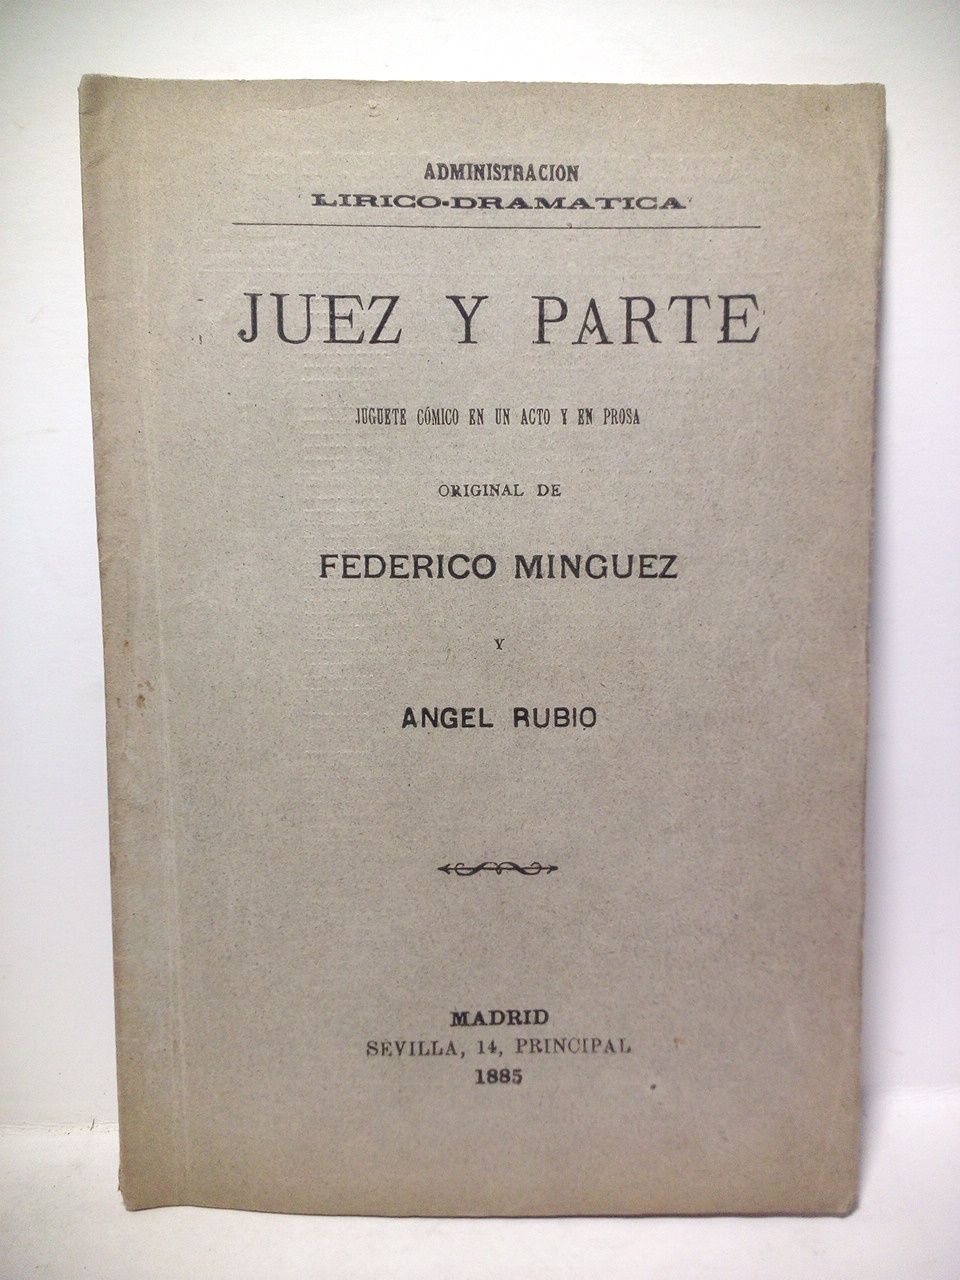 ADMINISTRACION
LIRICO-DRAMATICA
JUEZ Y PARTE
JUGUETE CÓMICO EN UN ACTO Y EN PROSA
ORIGINAL DE
FEDERICO MINGUEZ
Y
ANGEL RUBIO
MADRID
SEVILLA, 14, PRINCIPAL
1885